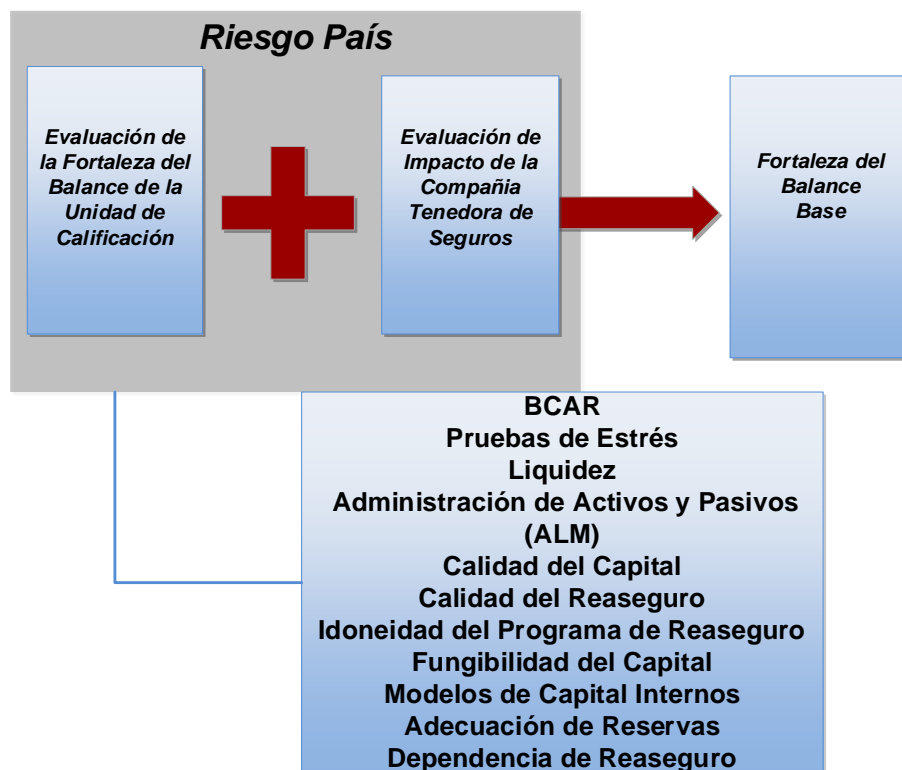 Riesgo País
Evaluación de
la Fortaleza del
Balance de la
Unidad de
Calificación
Evaluación de
Impacto de la
Compañia
Tenedora de
Seguros
Fortaleza del
Balance
Base
BCAR
Pruebas de Estrés
Liquidez
Administración de Activos y Pasivos
(ALM)
Calidad del Capital
Calidad del Reaseguro
Idoneidad del Programa de Reaseguro
Fungibilidad del Capital
Modelos de Capital Internos
Adecuación de Reservas
Dependencia de Reaseguro